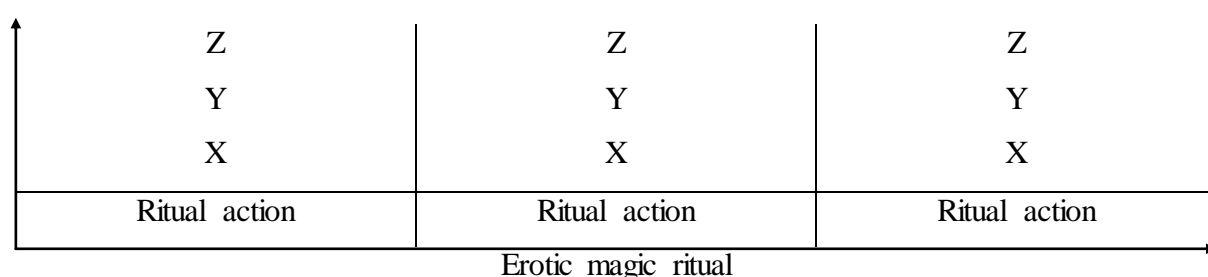 Z Z Z
Y Y Y
X X X
Ritual action Ritual action Ritual action
Erotic magic ritual